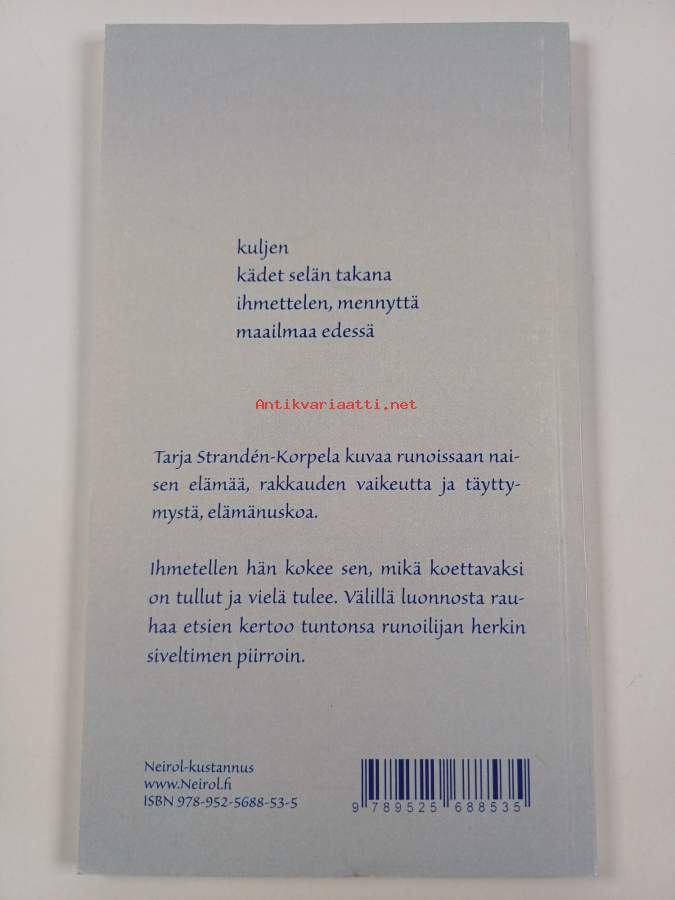 kuljen
kädet selän takana
ihmettelen, mennyttä
maailmaa edessä
Antikvariaatti.net
Tarja Strandén-Korpela kuvaa runoissaan nai-
sen elämää, rakkauden vaikeutta ja täytty-
mystä, elämänuskoa.
Ihmetellen hän kokee sen, mikä koettavaksi
on tullut ja vielä tulee. Välillä luonnosta rau-
haa etsien kertoo tuntonsa runoilijan herkin
siveltimen piirroin.
Neirol-kustannus
www.Neirol.fi
ISBN 978-952-5688-53-5
9 789525 688535